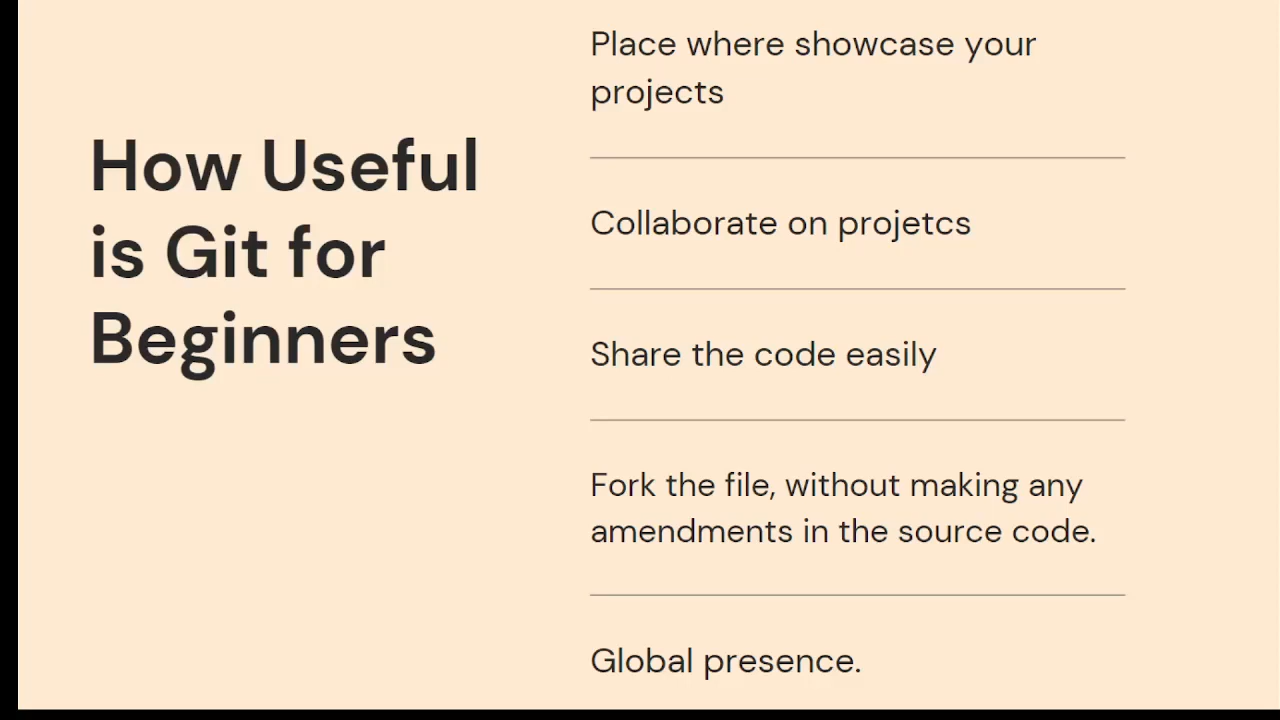 How Useful
is Git for
Beginners
Place where showcase your
projects
Collaborate on projetcs
Share the code easily
Fork the file, without making any
amendments in the source code.
Global presence.